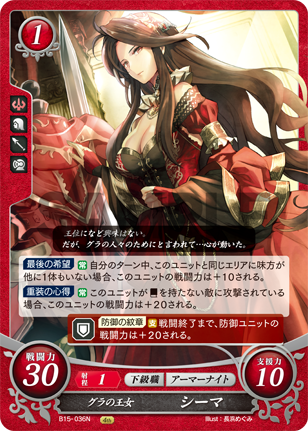 1
王位になど興味はない。
だが、グラの人々のためにと言われて…心が動いた。
最後の希望 常 自分のターン中、このユニットと同じエリアに味方が
他に1体もいない場合、このユニットの戦闘力は＋10される。
重装の心得 常 このユニットが を持たない敵に攻撃されている
場合、このユニットの戦闘力は＋20される。
防御の紋章 支 戦闘終了まで、防御ユニットの
戦闘力は＋20される。
戦闘力 30
射程 1 下級職 アーマーナイト
支援力 10
グラの王女 シーマ
B15-036N Illust：長浜めぐみ